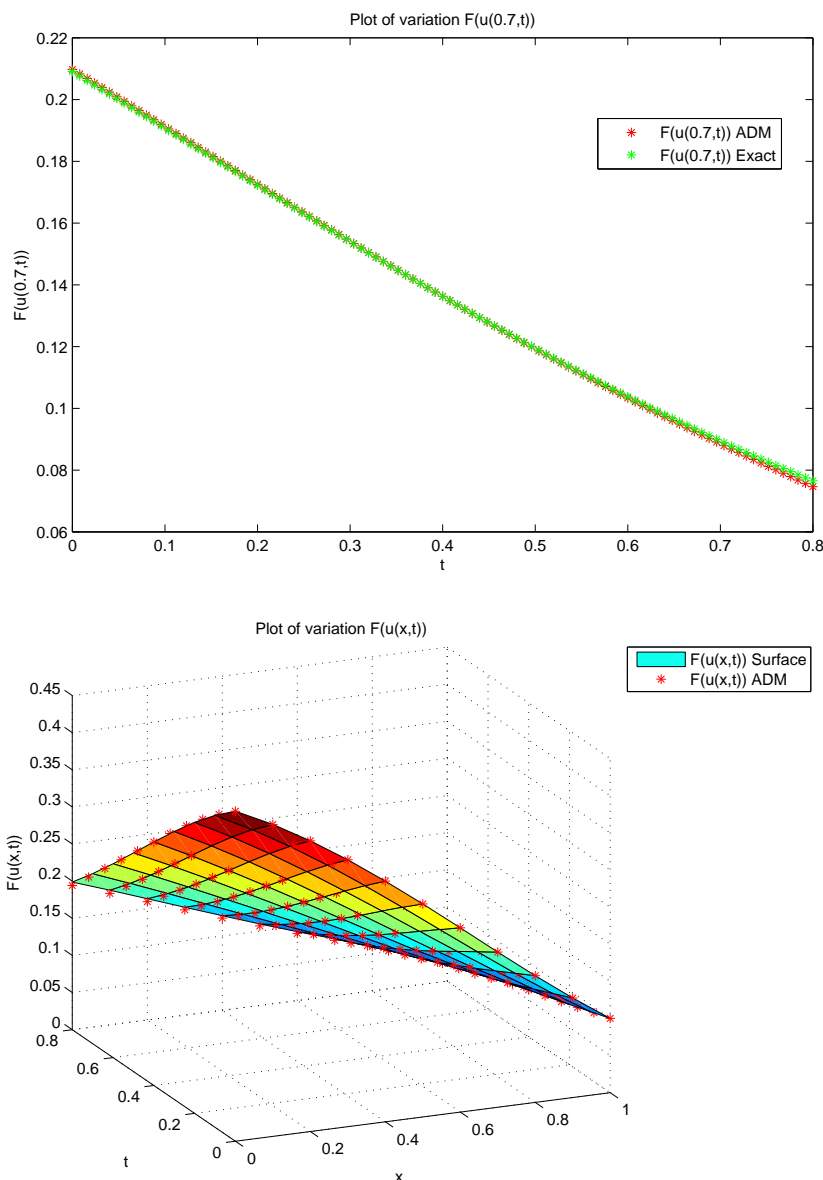 Plot of variation F(u(0.7,t))
0.22
0.2
0.18
0.16
0.14
0.12
0.1
0.08
0.06
F(u(0.7,t))
F(u(0.7,t)) ADM
F(u(0.7,t)) Exact
0 0.1 0.2 0.3 0.4 0.5 0.6 0.7 0.8
t
Plot of variation F(u(x,t))
F(u(x,t)) Surface
F(u(x,t)) ADM
0.45
0.4
0.35
0.3
0.25
0.2
0.15
0.1
0.05
0
F(u(x,t))
0.8
0.6
0.4
0.2
0
t
0
0.2
0.4
0.6
0.8
1
x